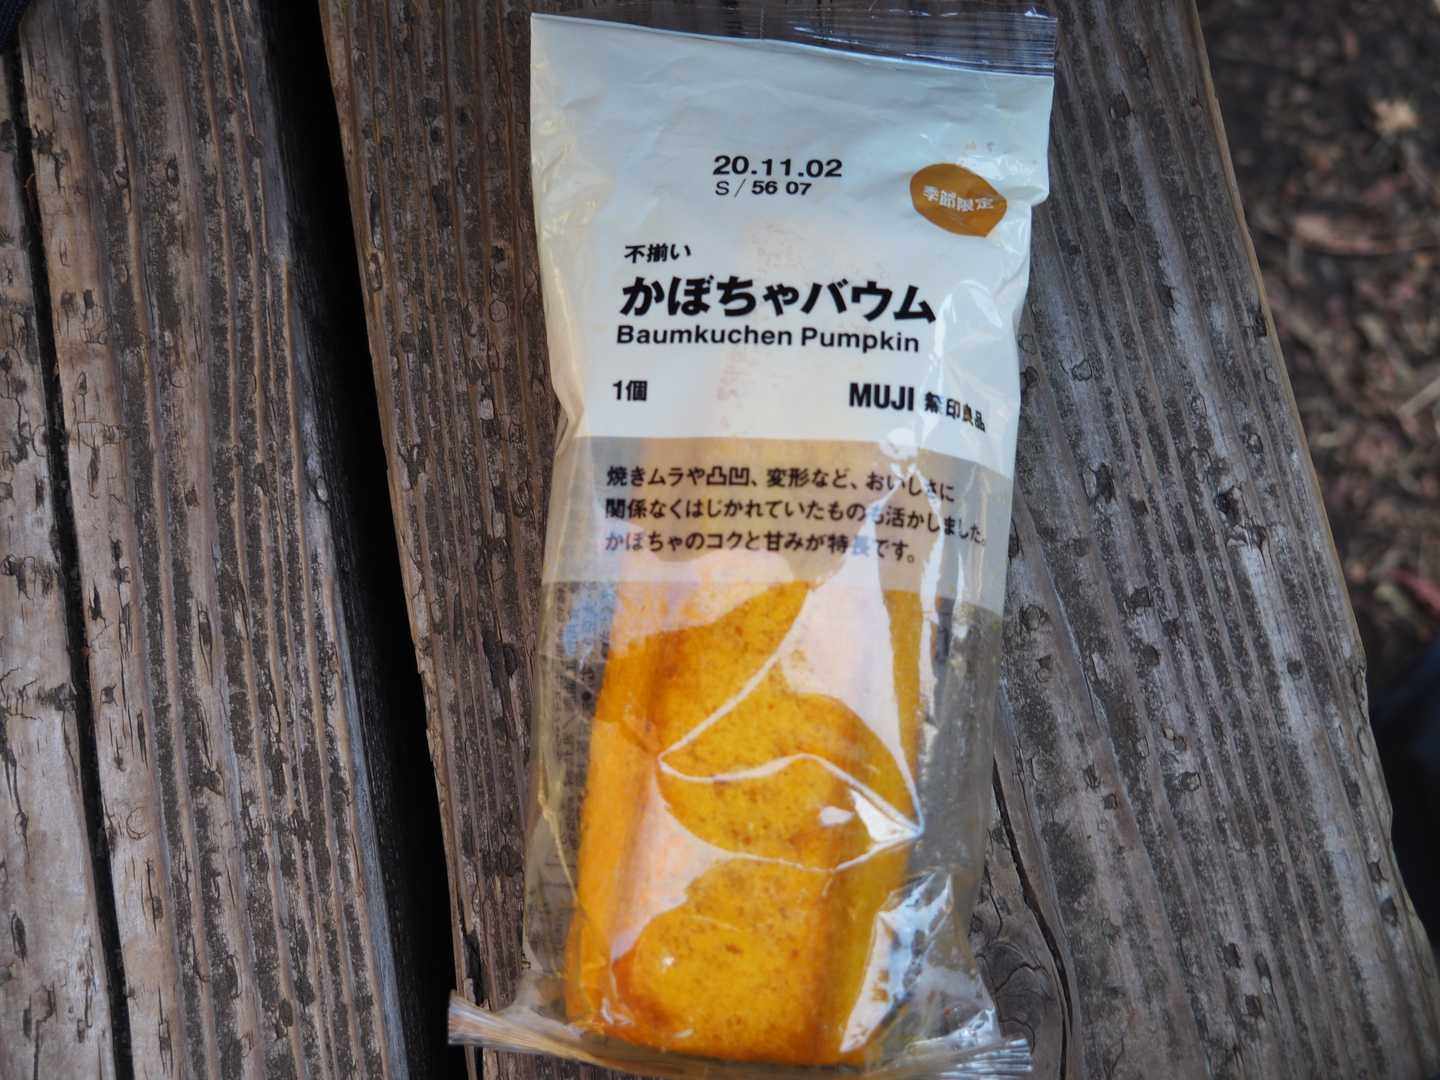 20.11.02
S/56 07
季節限定
不揃い
かぼちゃバウム
Baumkuchen Pumpkin
1個
MUJI 無印良品
焼きムラや凸凹、変形など、おいしさに
関係なくはじかれていたものも活かしました。
かぼちゃのコクと甘みが特長です。